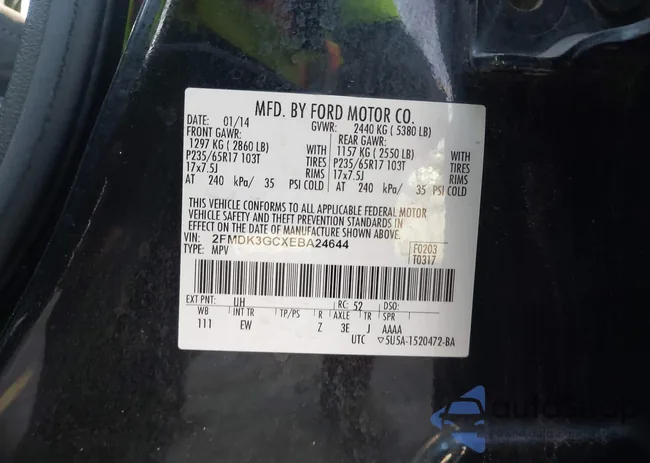 MFD. BY FORD MOTOR CO.
DATE: 01/14 GVWR: 2440 KG ( 5380 LB)
FRONT GAWR: REAR GAWR:
1297 KG ( 2860 LB) WITH 1157 KG ( 2550 LB) WITH
P235/65R17 103T TIRES P235/65R17 103T TIRES
17x7.5J RIMS 17x7.5J RIMS
AT 240 kPa/ 35 PSI COLD AT 240 kPa/ 35 PSI COLD
THIS VEHICLE CONFORMS TO ALL APPLICABLE FEDERAL MOTOR
VEHICLE SAFETY AND THEFT PREVENTION STANDARDS IN
EFFECT ON THE DATE OF MANUFACTURE SHOWN ABOVE.
VIN: 2FMDK3GCXEBA24644 F0203
TYPE: MPV T0317
EXT PNT: UH RC: 52 DSO:
WB INT TR TP/PS R AXLE TR SPR
111 EW Z 3E J AAAA
UTC ▽5U5A-1520472-BA
autostrop